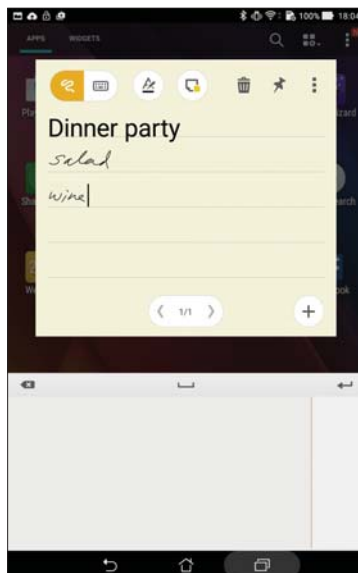 100% 18:04
APPS WIDGETS
Dinner party
salad
wine
1/1